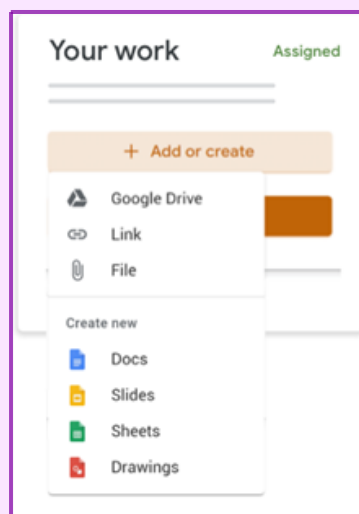 Your work
Assigned
+ Add or create
Google Drive
Link
File
Create new
Docs
Slides
Sheets
Drawings